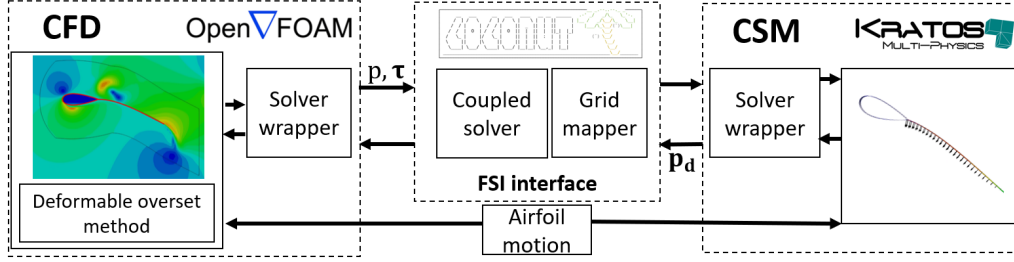 CFD
OpenFOAM
Solver
wrapper
Deformable overset
method
p, τ
COCONUT
Coupled
solver
Grid
mapper
FSI interface
Airfoil
motion
p_d
CSM
KRATOS
MULTI-PHYSICS
Solver
wrapper